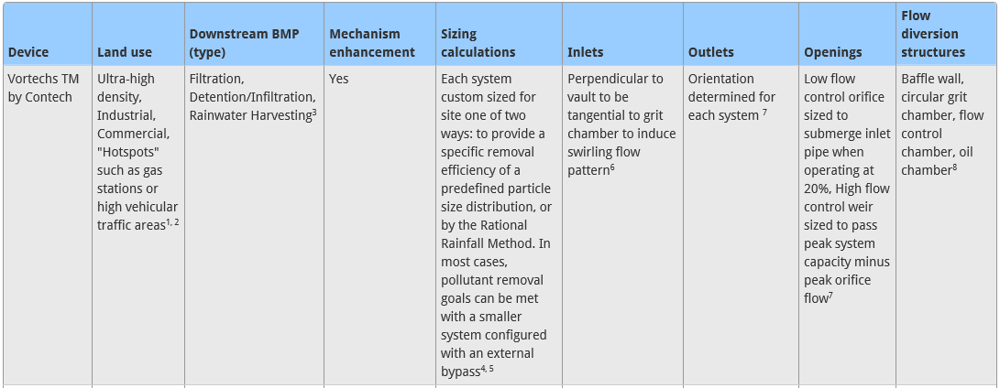 Device
Land use
Downstream BMP
(type)
Mechanism
enhancement
Sizing
calculations
Inlets
Outlets
Openings
Flow
diversion
structures
Vortechs TM
by Contech
Ultra-high
density,
Industrial,
Commercial,
"Hotspots"
such as gas
stations or
high vehicular
traffic areas1, 2
Filtration,
Detention/Infiltration,
Rainwater Harvesting3
Yes
Each system
custom sized for
site one of two
ways: to provide a
specific removal
efficiency of a
predefined particle
size distribution, or
by the Rational
Rainfall Method. In
most cases,
pollutant removal
goals can be met
with a smaller
system configured
with an external
bypass4, 5
Perpendicular to
vault to be
tangential to grit
chamber to induce
swirling flow
pattern6
Orientation
determined for
each system 7
Low flow
control orifice
sized to
submerge inlet
pipe when
operating at
20%, High flow
control weir
sized to pass
peak system
capacity minus
peak orifice
flow7
Baffle wall,
circular grit
chamber, flow
control
chamber, oil
chamber8